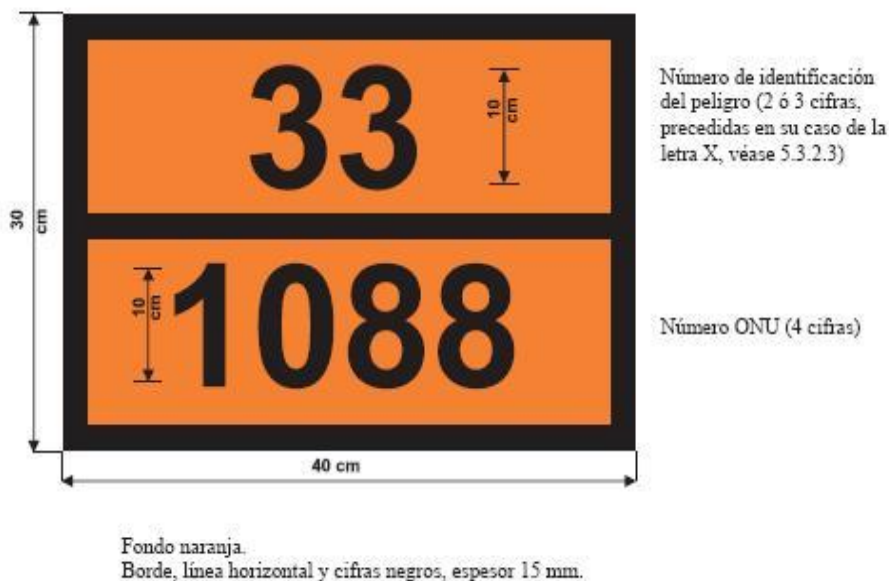 33
10 cm
Número de identificación
del peligro (2 ó 3 cifras,
precedidas en su caso de la
letra X, véase 5.3.2.3)
30 cm
10 cm
1088
Número ONU (4 cifras)
40 cm
Fondo naranja.
Borde, línea horizontal y cifras negros, espesor 15 mm.